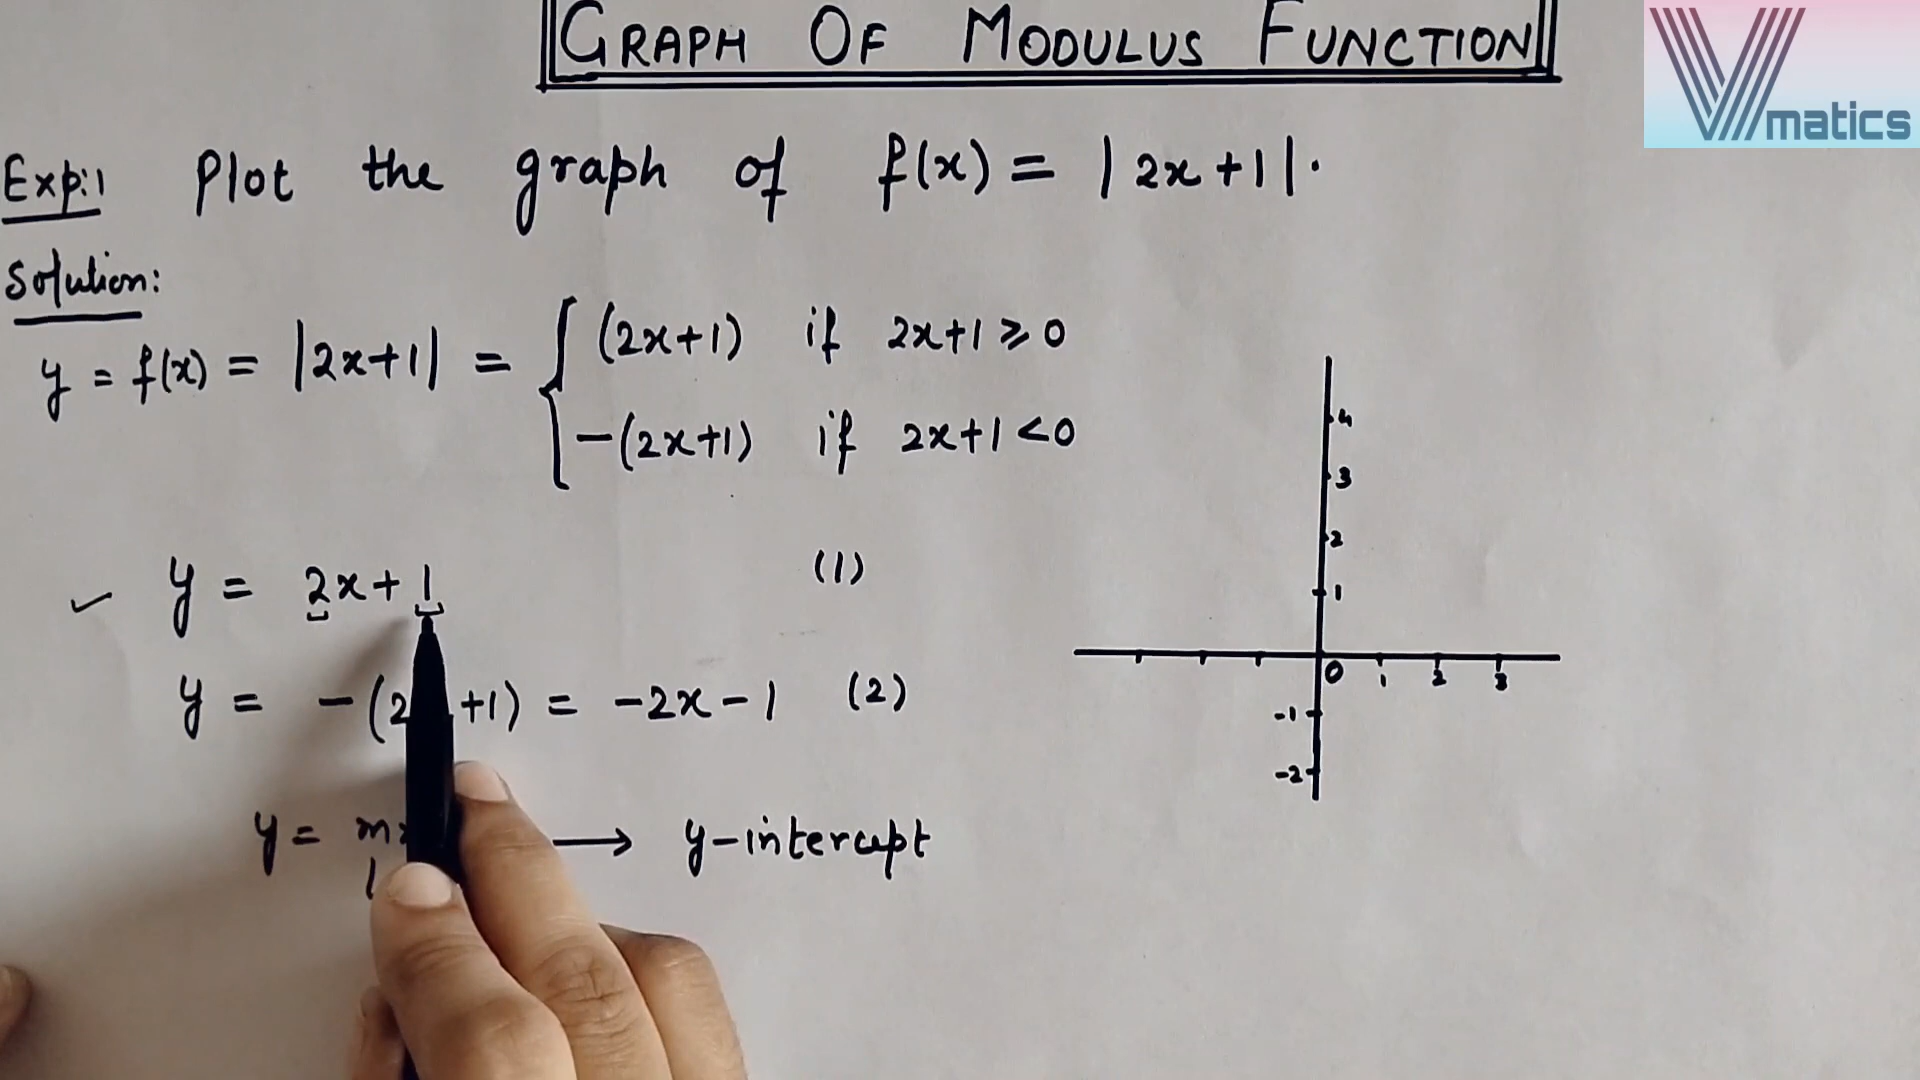 GRAPH OF MODULUS FUNCTION
Vmatics
Exp:1 Plot the graph of f(x) = |2x+1|.
Solution:
y = f(x) = |2x+1| = { (2x+1) if 2x+1 ≥ 0
-(2x+1) if 2x+1 < 0
✓ y = 2x+1 (1)
y = -(2 +1) = -2x-1 (2)
y = m → y-intercept
4
3
2
1
0 1 2 3
-1
-2